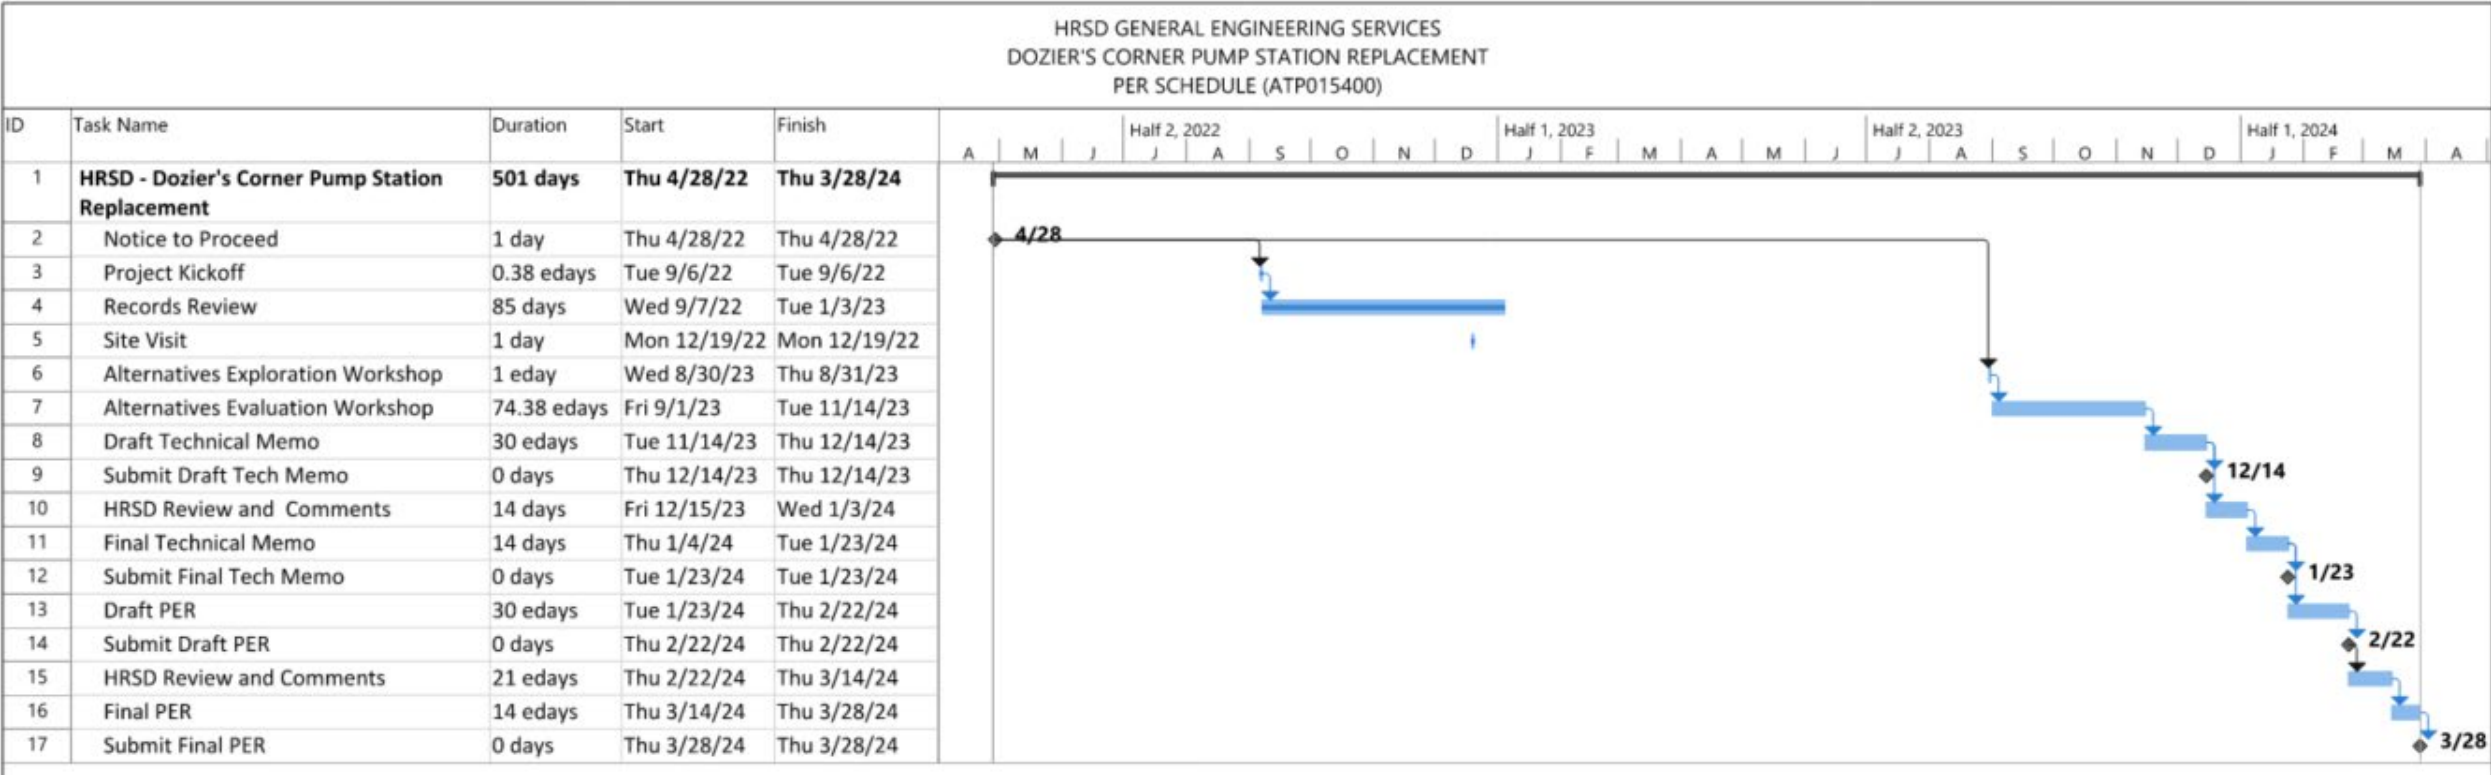 HRSD GENERAL ENGINEERING SERVICES
DOZIER'S CORNER PUMP STATION REPLACEMENT
PER SCHEDULE (ATP015400)
ID Task Name Duration Start Finish
Half 2, 2022 Half 1, 2023 Half 2, 2023 Half 1, 2024
A M J J A S O N D J F M A M J J A S O N D J F M A
1 HRSD - Dozier's Corner Pump Station 501 days Thu 4/28/22 Thu 3/28/24
Replacement
2 Notice to Proceed 1 day Thu 4/28/22 Thu 4/28/22 4/28
3 Project Kickoff 0.38 edays Tue 9/6/22 Tue 9/6/22
4 Records Review 85 days Wed 9/7/22 Tue 1/3/23
5 Site Visit 1 day Mon 12/19/22 Mon 12/19/22
6 Alternatives Exploration Workshop 1 eday Wed 8/30/23 Thu 8/31/23
7 Alternatives Evaluation Workshop 74.38 edays Fri 9/1/23 Tue 11/14/23
8 Draft Technical Memo 30 edays Tue 11/14/23 Thu 12/14/23
9 Submit Draft Tech Memo 0 days Thu 12/14/23 Thu 12/14/23 12/14
10 HRSD Review and Comments 14 days Fri 12/15/23 Wed 1/3/24
11 Final Technical Memo 14 days Thu 1/4/24 Tue 1/23/24
12 Submit Final Tech Memo 0 days Tue 1/23/24 Tue 1/23/24 1/23
13 Draft PER 30 edays Tue 1/23/24 Thu 2/22/24
14 Submit Draft PER 0 days Thu 2/22/24 Thu 2/22/24 2/22
15 HRSD Review and Comments 21 edays Thu 2/22/24 Thu 3/14/24
16 Final PER 14 edays Thu 3/14/24 Thu 3/28/24
17 Submit Final PER 0 days Thu 3/28/24 Thu 3/28/24 3/28